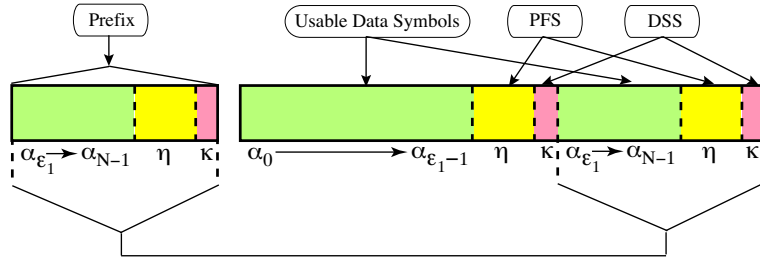 Prefix Usable Data Symbols PFS DSS
α_{ε_1} → α_{N−1} η κ α_0 → α_{ε_1−1} η κ α_{ε_1} → α_{N−1} η κ